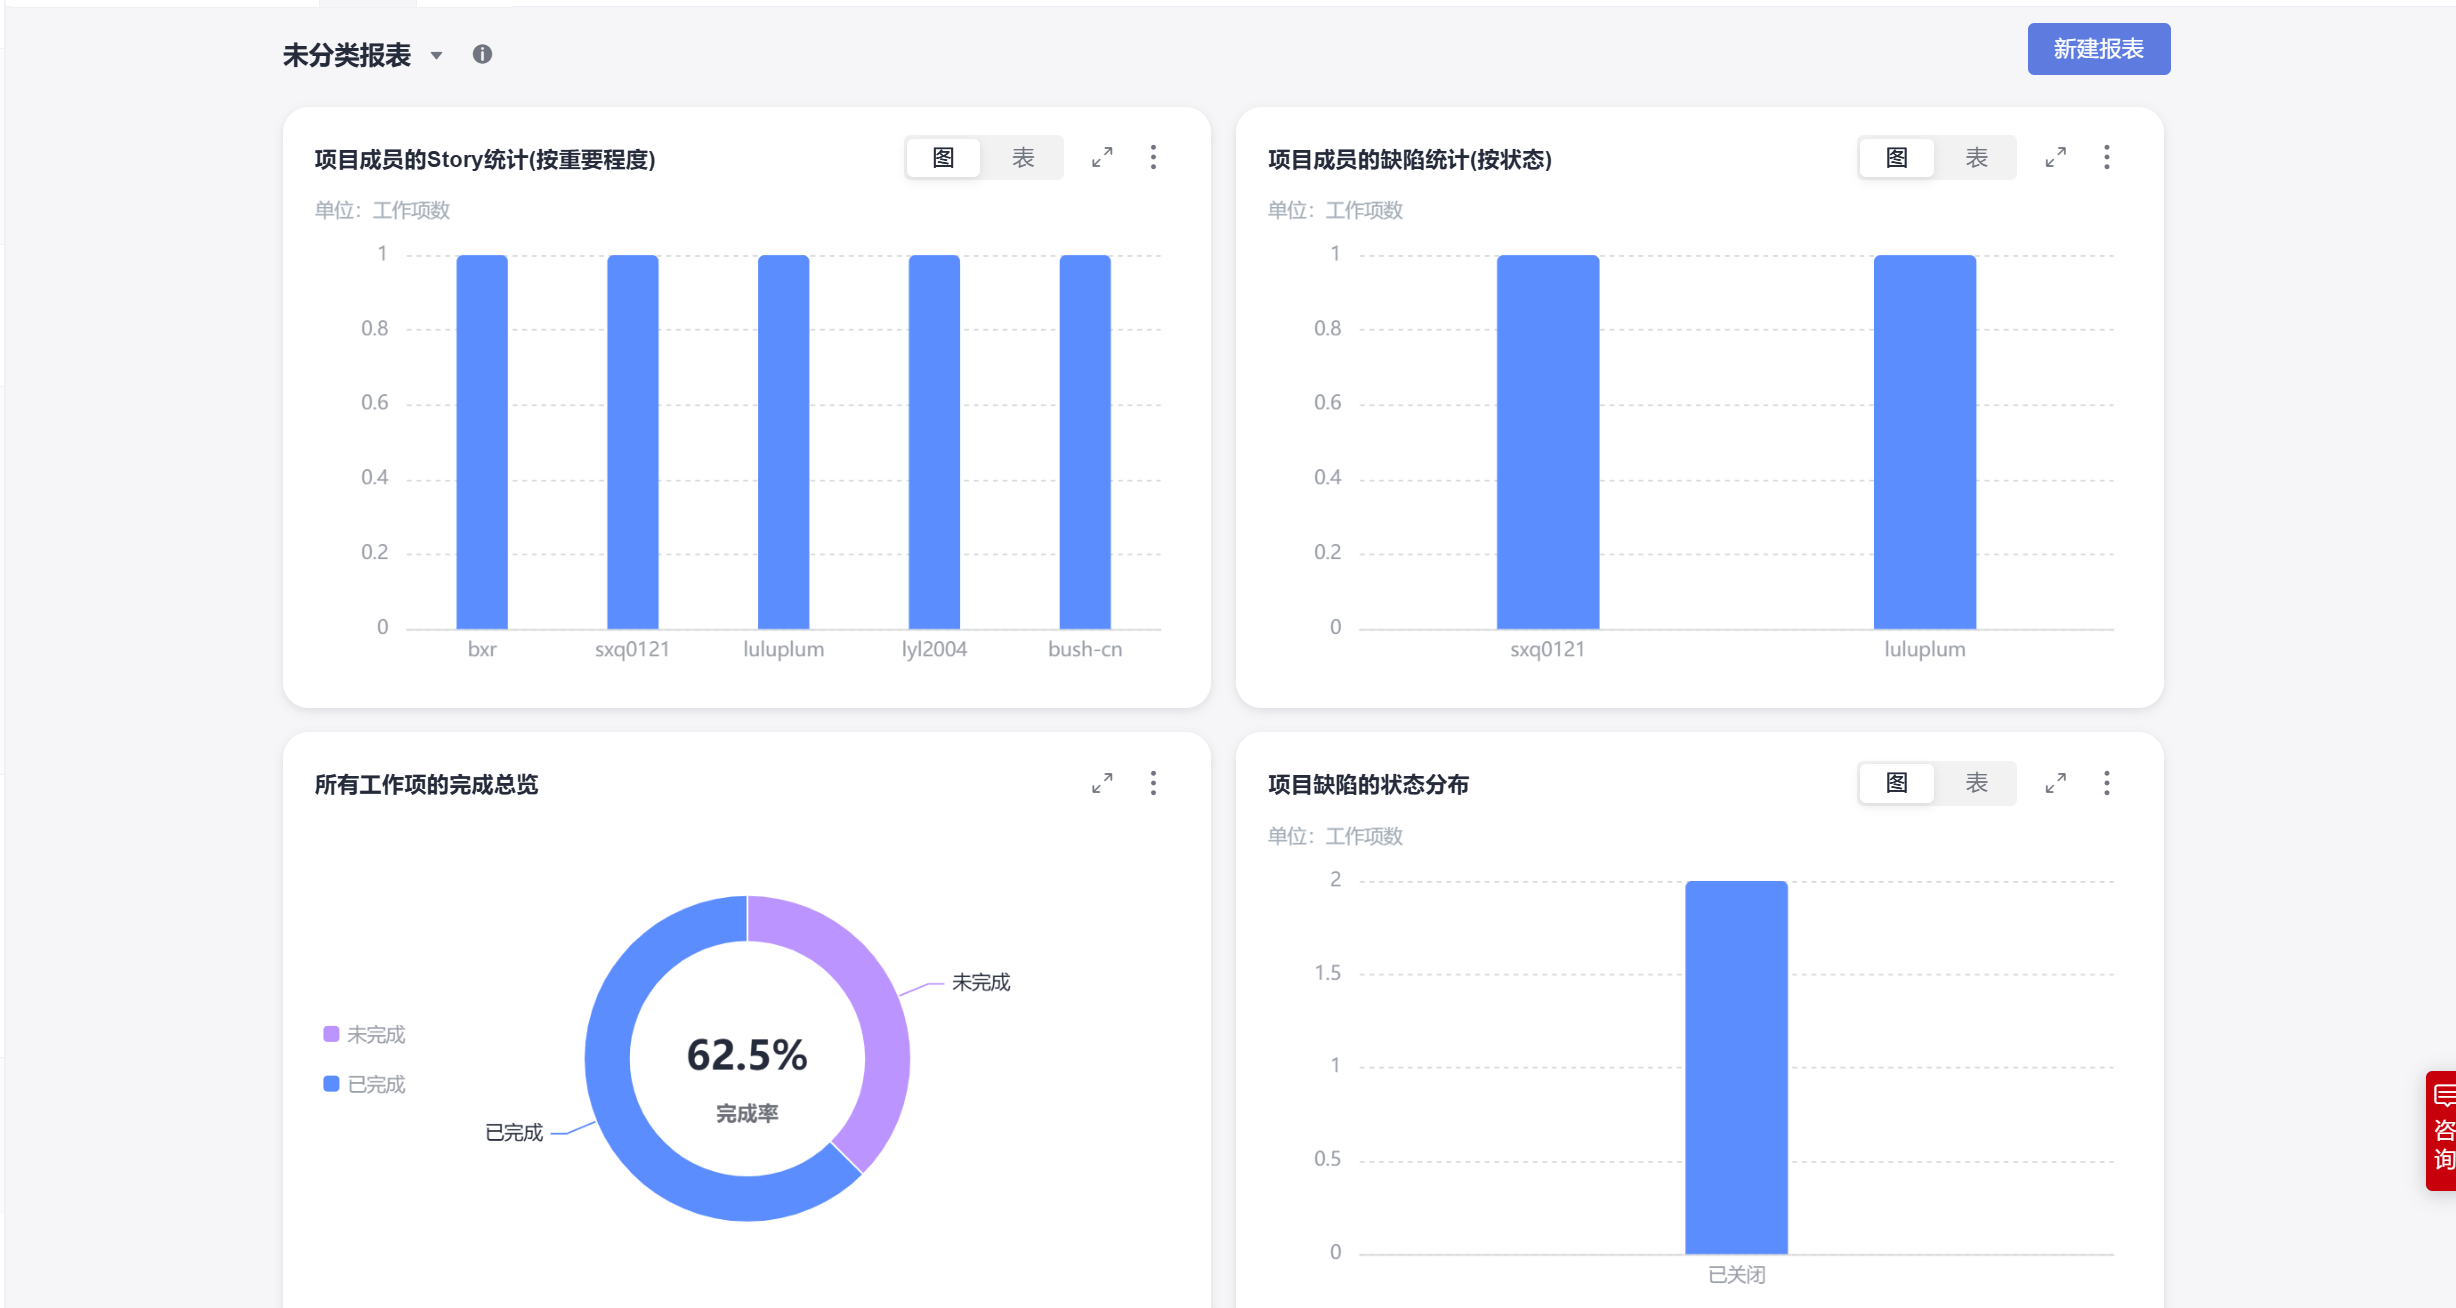 未分类报表
新建报表
项目成员的Story统计(按重要程度)
图 表
单位：工作项数
1
0.8
0.6
0.4
0.2
0
bxr sxq0121 luluplum lyl2004 bush-cn
项目成员的缺陷统计(按状态)
图 表
单位：工作项数
1
0.8
0.6
0.4
0.2
0
sxq0121 luluplum
所有工作项的完成总览
未完成
已完成
未完成
62.5%
完成率
已完成
项目缺陷的状态分布
图 表
单位：工作项数
2
1.5
1
0.5
0
已关闭
咨
询